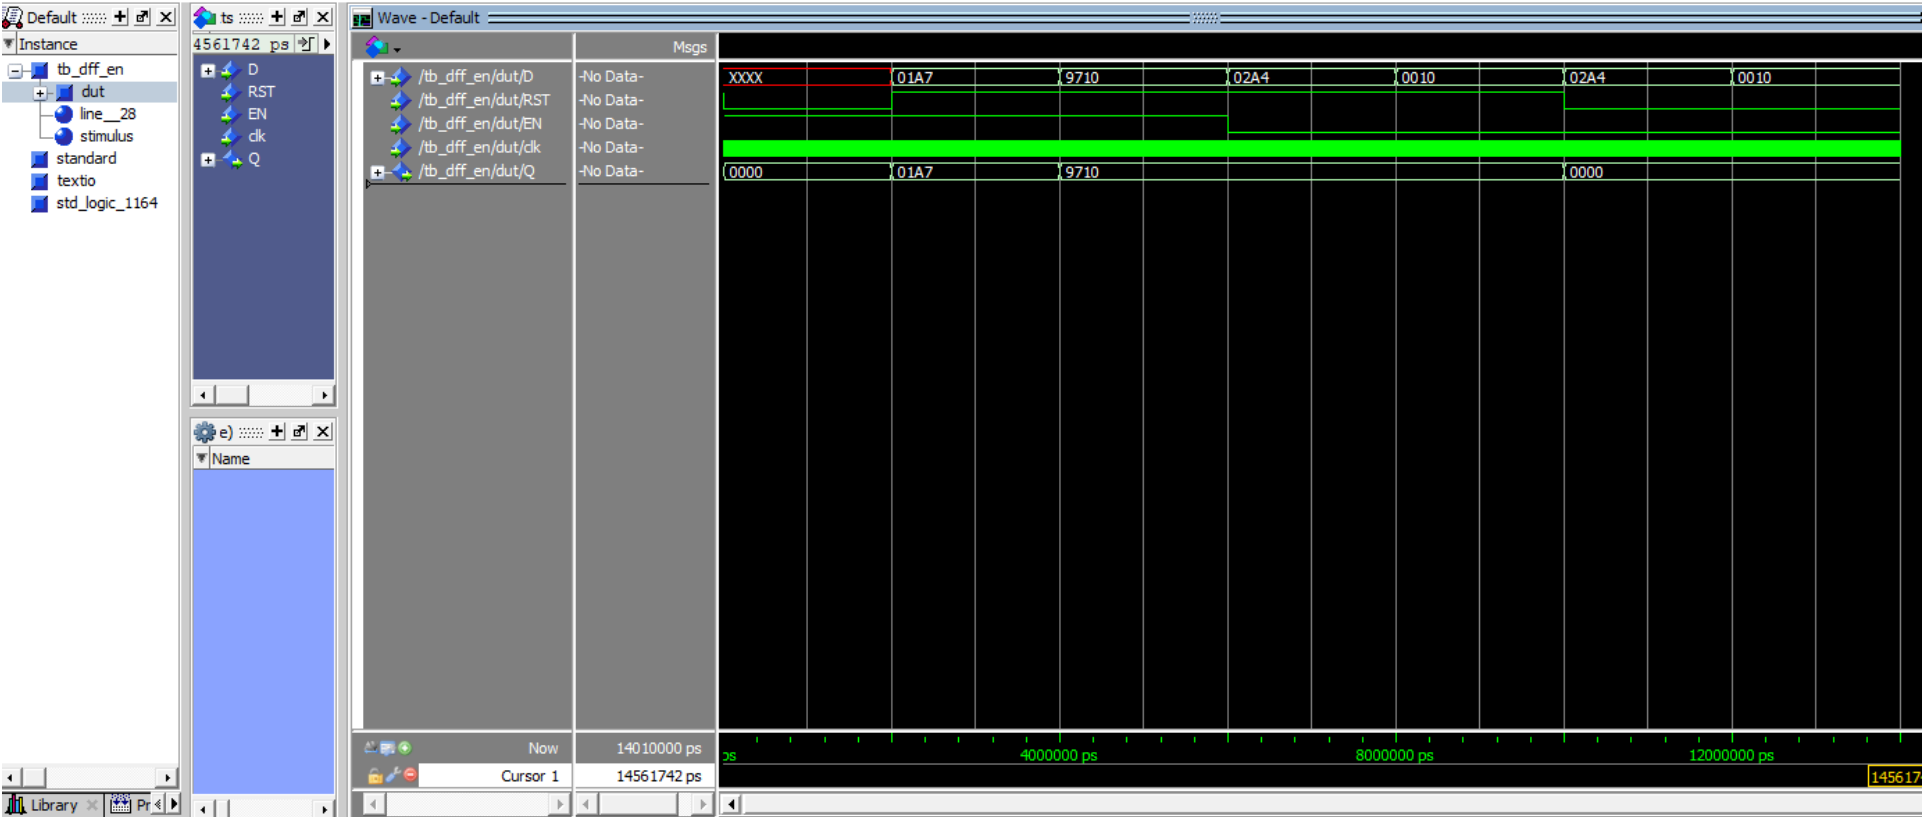 Default
Instance
tb_dff_en
dut
line__28
stimulus
standard
textio
std_logic_1164
Library
Pr
ts
4561742 ps
D
RST
EN
clk
Q
e)
Name
Wave - Default
Msgs
/tb_dff_en/dut/D -No Data- XXXX 01A7 9710 02A4 0010 02A4 0010
/tb_dff_en/dut/RST -No Data-
/tb_dff_en/dut/EN -No Data-
/tb_dff_en/dut/clk -No Data-
/tb_dff_en/dut/Q -No Data- 0000 01A7 9710 0000
Now 14010000 ps ps 4000000 ps 8000000 ps 12000000 ps
Cursor 1 14561742 ps 1456174